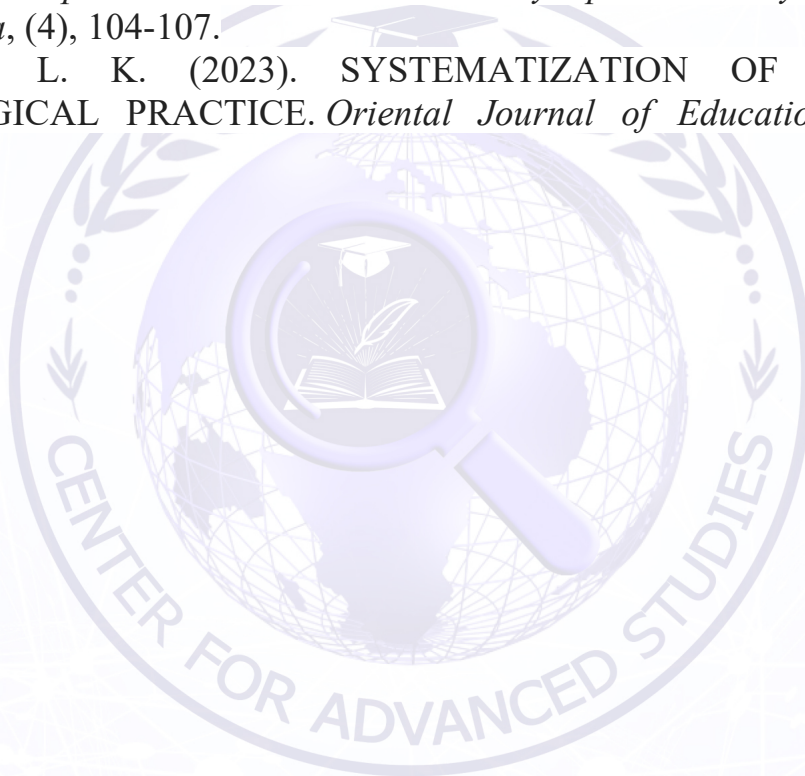 , (4), 104-107.
L. K. (2023). SYSTEMATIZATION OF
GICAL PRACTICE. Oriental Journal of Educatio
CENTER FOR ADVANCED STUDIES